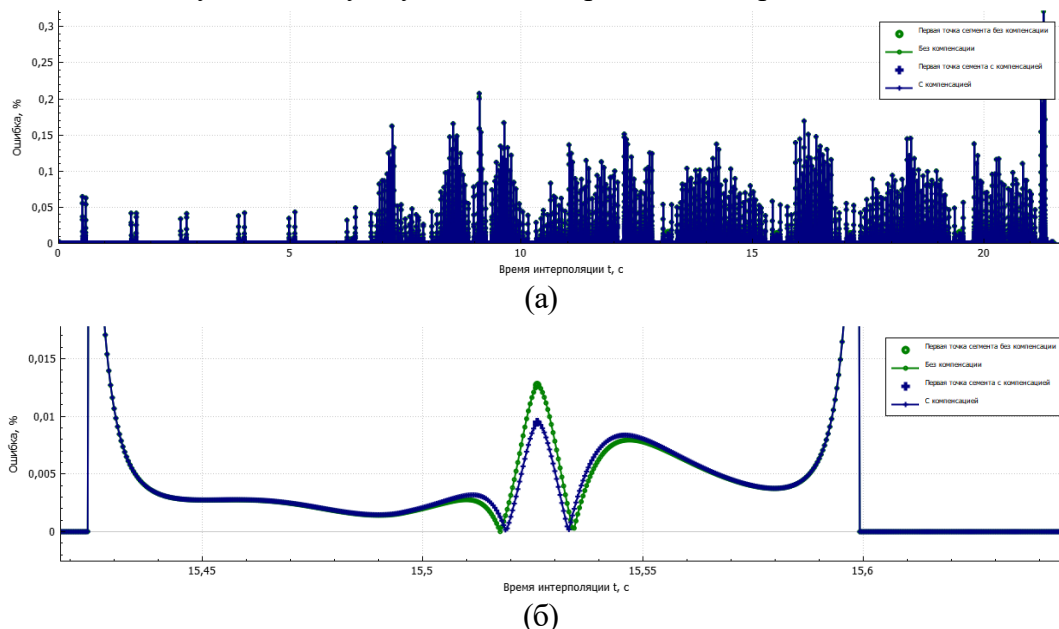 0,3
0,25
0,2
0,15
0,1
0,05
0
Ошибка, %
Первая точка сегмента без компенсации
Без компенсации
Первая точка семента с компенсацией
С компенсацией
0 5 10 15 20
Время интерполяции t, с
(а)
0,015
0,01
0,005
0
Ошибка, %
Первая точка сегмента без компенсации
Без компенсации
Первая точка семента с компенсацией
С компенсацией
15,45 15,5 15,55 15,6
Время интерполяции t, с
(б)